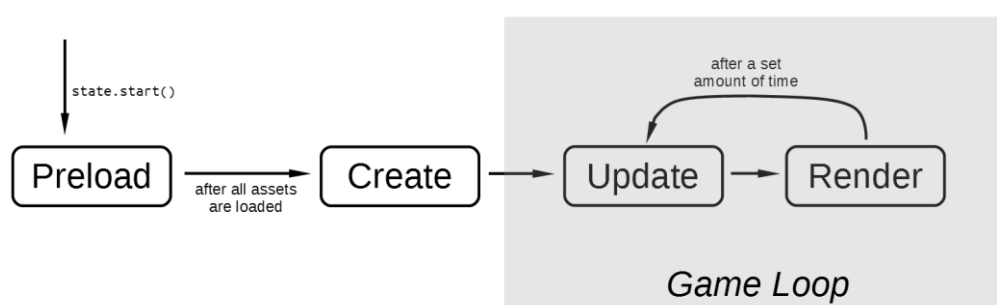 state.start()
Preload
after all assets
are loaded
Create
Update
Render
after a set
amount of time
Game Loop